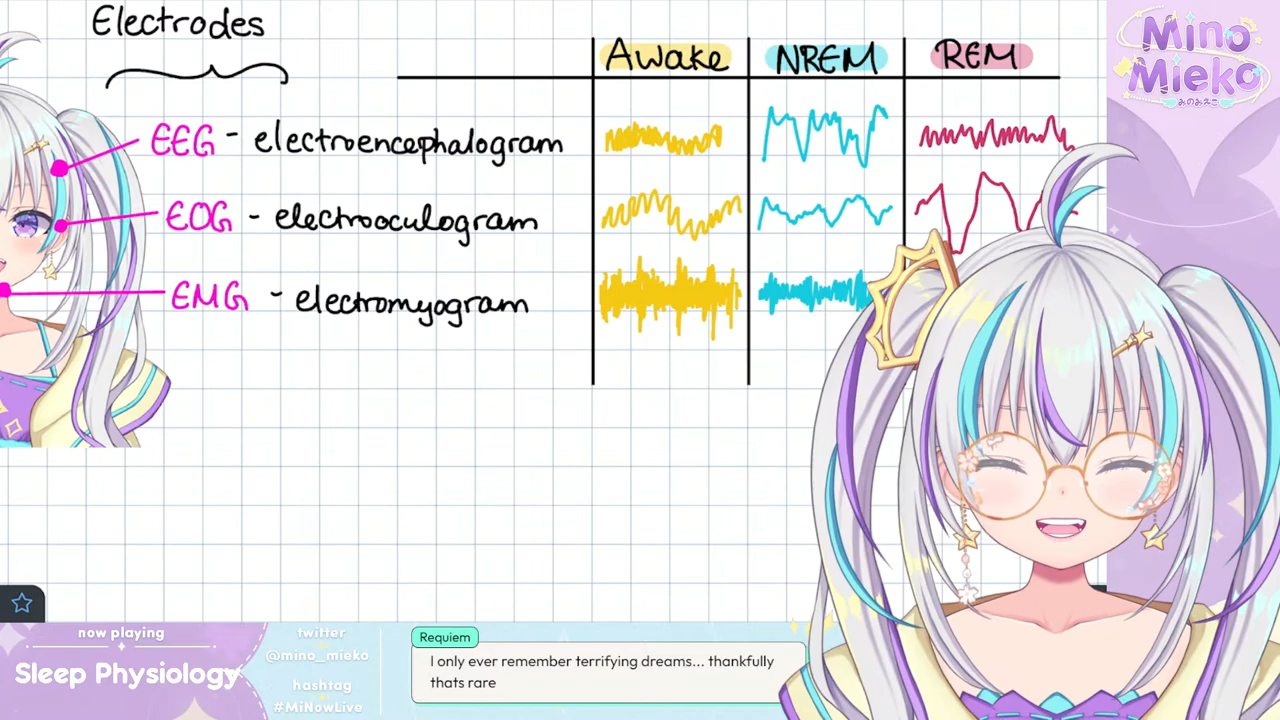 Electrodes
Awake NREM REM
EEG - electroencephalogram
EOG - electrooculogram
EMG - electromyogram
Mino
Mieko
みのみえこ
now playing
Sleep Physiology
twitter
@mino_mieko
hashtag
#MiNowLive
Requiem
I only ever remember terrifying dreams... thankfully
thats rare